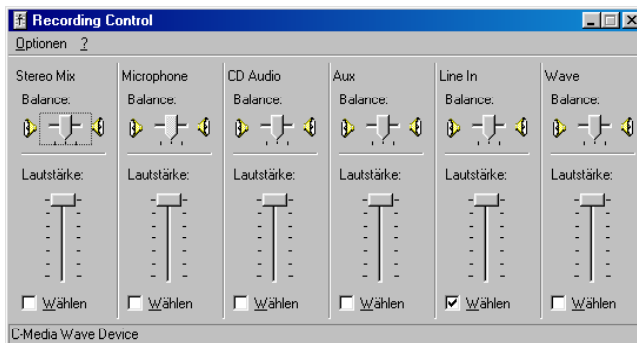 Recording Control
Optionen ?
Stereo Mix Microphone CD Audio Aux Line In Wave
Balance: Balance: Balance: Balance: Balance: Balance:
Lautstärke: Lautstärke: Lautstärke: Lautstärke: Lautstärke: Lautstärke:
Wählen Wählen Wählen Wählen Wählen Wählen
C-Media Wave Device